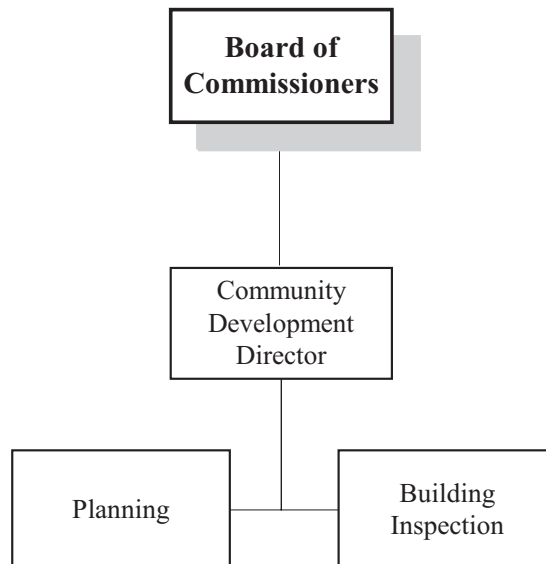 Board of
Commissioners
Community
Development
Director
Planning
Building
Inspection